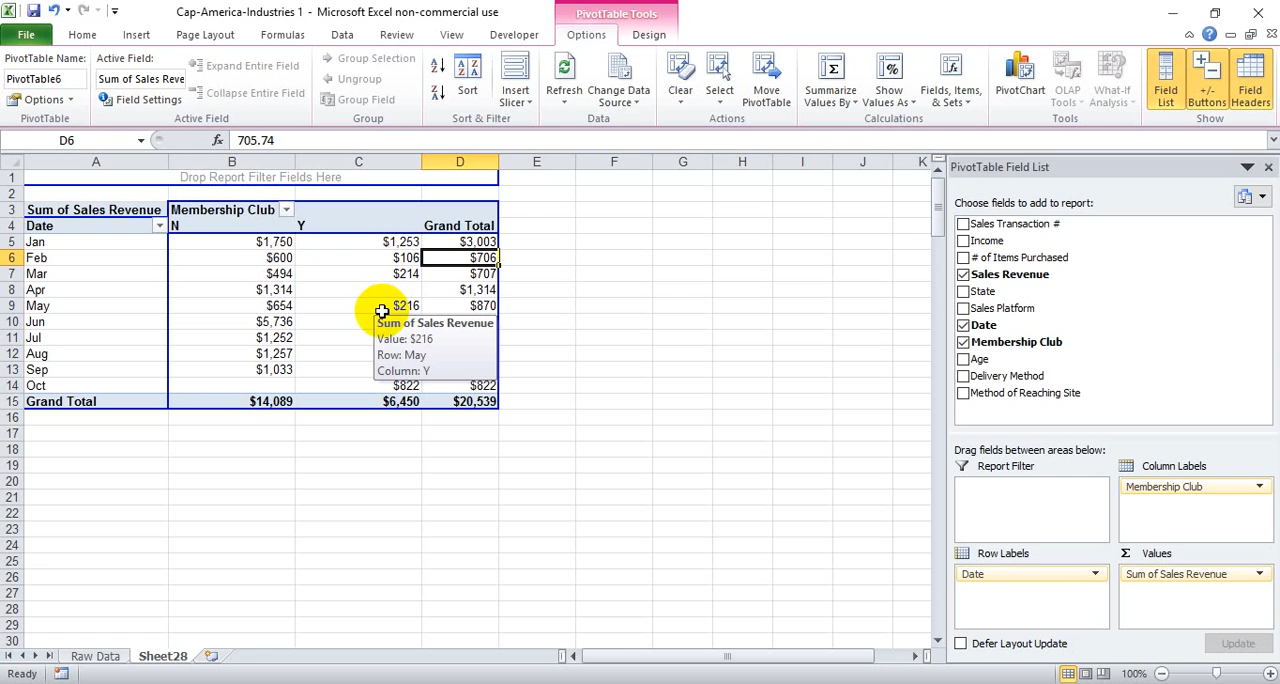 Cap-America-Industries 1 - Microsoft Excel non-commercial use
PivotTable Tools
File Home Insert Page Layout Formulas Data Review View Developer Options Design
PivotTable Name:
PivotTable6
Options
PivotTable
Active Field:
Sum of Sales Reve
Field Settings
Expand Entire Field
Collapse Entire Field
Active Field
Group Selection
Ungroup
Group Field
Group
Sort
Insert
Slicer
Sort & Filter
Refresh
Change Data
Source
Data
Clear
Select
Move
PivotTable
Actions
Summarize
Values By
Show
Values As
Fields, Items,
& Sets
Calculations
PivotChart
OLAP
Tools
What-If
Analysis
Tools
Field
List
+/-
Buttons
Field
Headers
Show
D6 fx 705.74
A B C D E F G H I J K
1 Drop Report Filter Fields Here
2
3 Sum of Sales Revenue Membership Club
4 Date N Y Grand Total
5 Jan $1,750 $1,253 $3,003
6 Feb $600 $106 $706
7 Mar $494 $214 $707
8 Apr $1,314 $1,314
9 May $654 $216 $870
10 Jun $5,736
11 Jul $1,252
12 Aug $1,257
13 Sep $1,033
14 Oct $822 $822
15 Grand Total $14,089 $6,450 $20,539
Sum of Sales Revenue
Value: $216
Row: May
Column: Y
16
17
18
19
20
21
22
23
24
25
26
27
28
29
30
PivotTable Field List
Choose fields to add to report:
Sales Transaction #
Income
# of Items Purchased
Sales Revenue
State
Sales Platform
Date
Membership Club
Age
Delivery Method
Method of Reaching Site
Drag fields between areas below:
Report Filter
Column Labels
Membership Club
Row Labels
Date
Σ Values
Sum of Sales Revenue
Defer Layout Update
Update
Raw Data Sheet28
Ready
100%